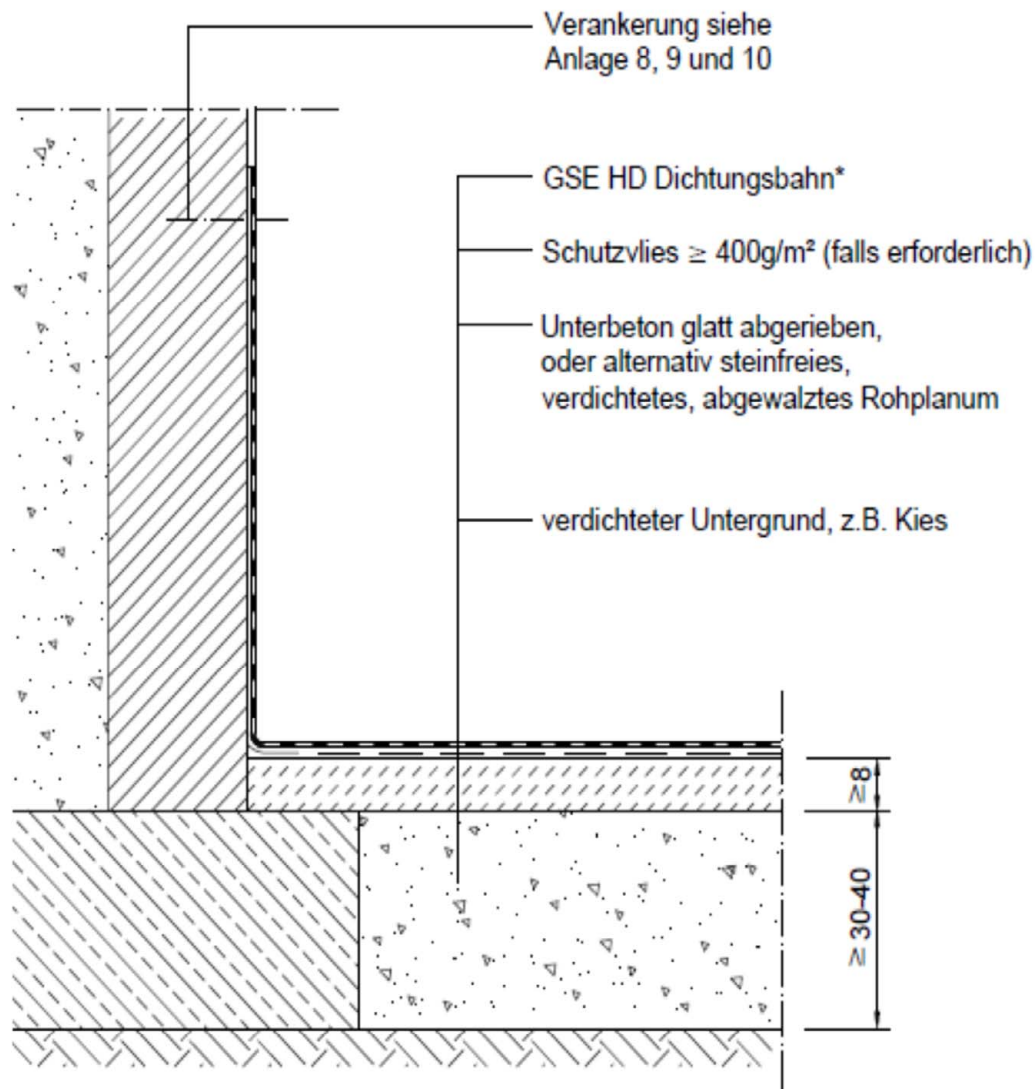 Verankerung siehe
Anlage 8, 9 und 10
GSE HD Dichtungsbahn*
Schutzvlies ≥ 400g/m² (falls erforderlich)
Unterbeton glatt abgerieben,
oder alternativ steinfreies,
verdichtetes, abgewalztes Rohplanum
verdichteter Untergrund, z.B. Kies
≥8
≥ 30-40